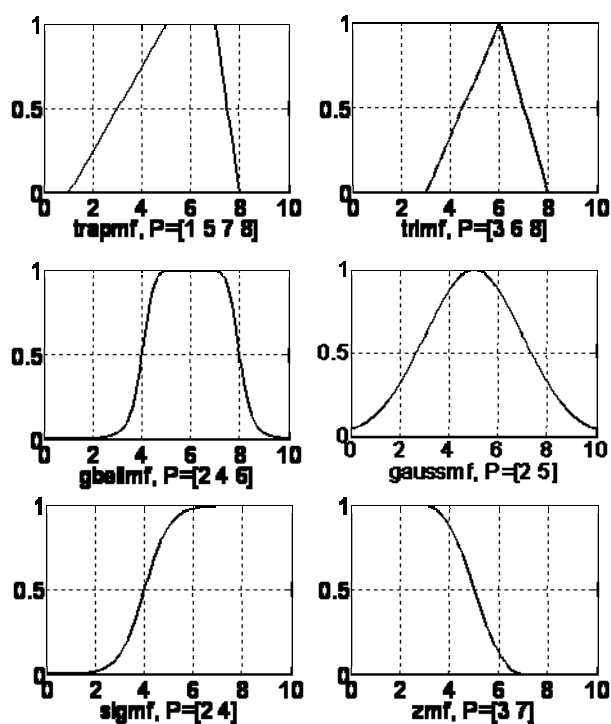 1
0.5
0
0 2 4 6 8 10
trapmf, P=[1 5 7 8]
1
0.5
0
0 2 4 6 8 10
trimf, P=[3 6 8]
1
0.5
0
0 2 4 6 8 10
gbellmf, P=[2 4 6]
1
0.5
0
0 2 4 6 8 10
gaussmf, P=[2 5]
1
0.5
0
0 2 4 6 8 10
sigmf, P=[2 4]
1
0.5
0
0 2 4 6 8 10
zmf, P=[3 7]